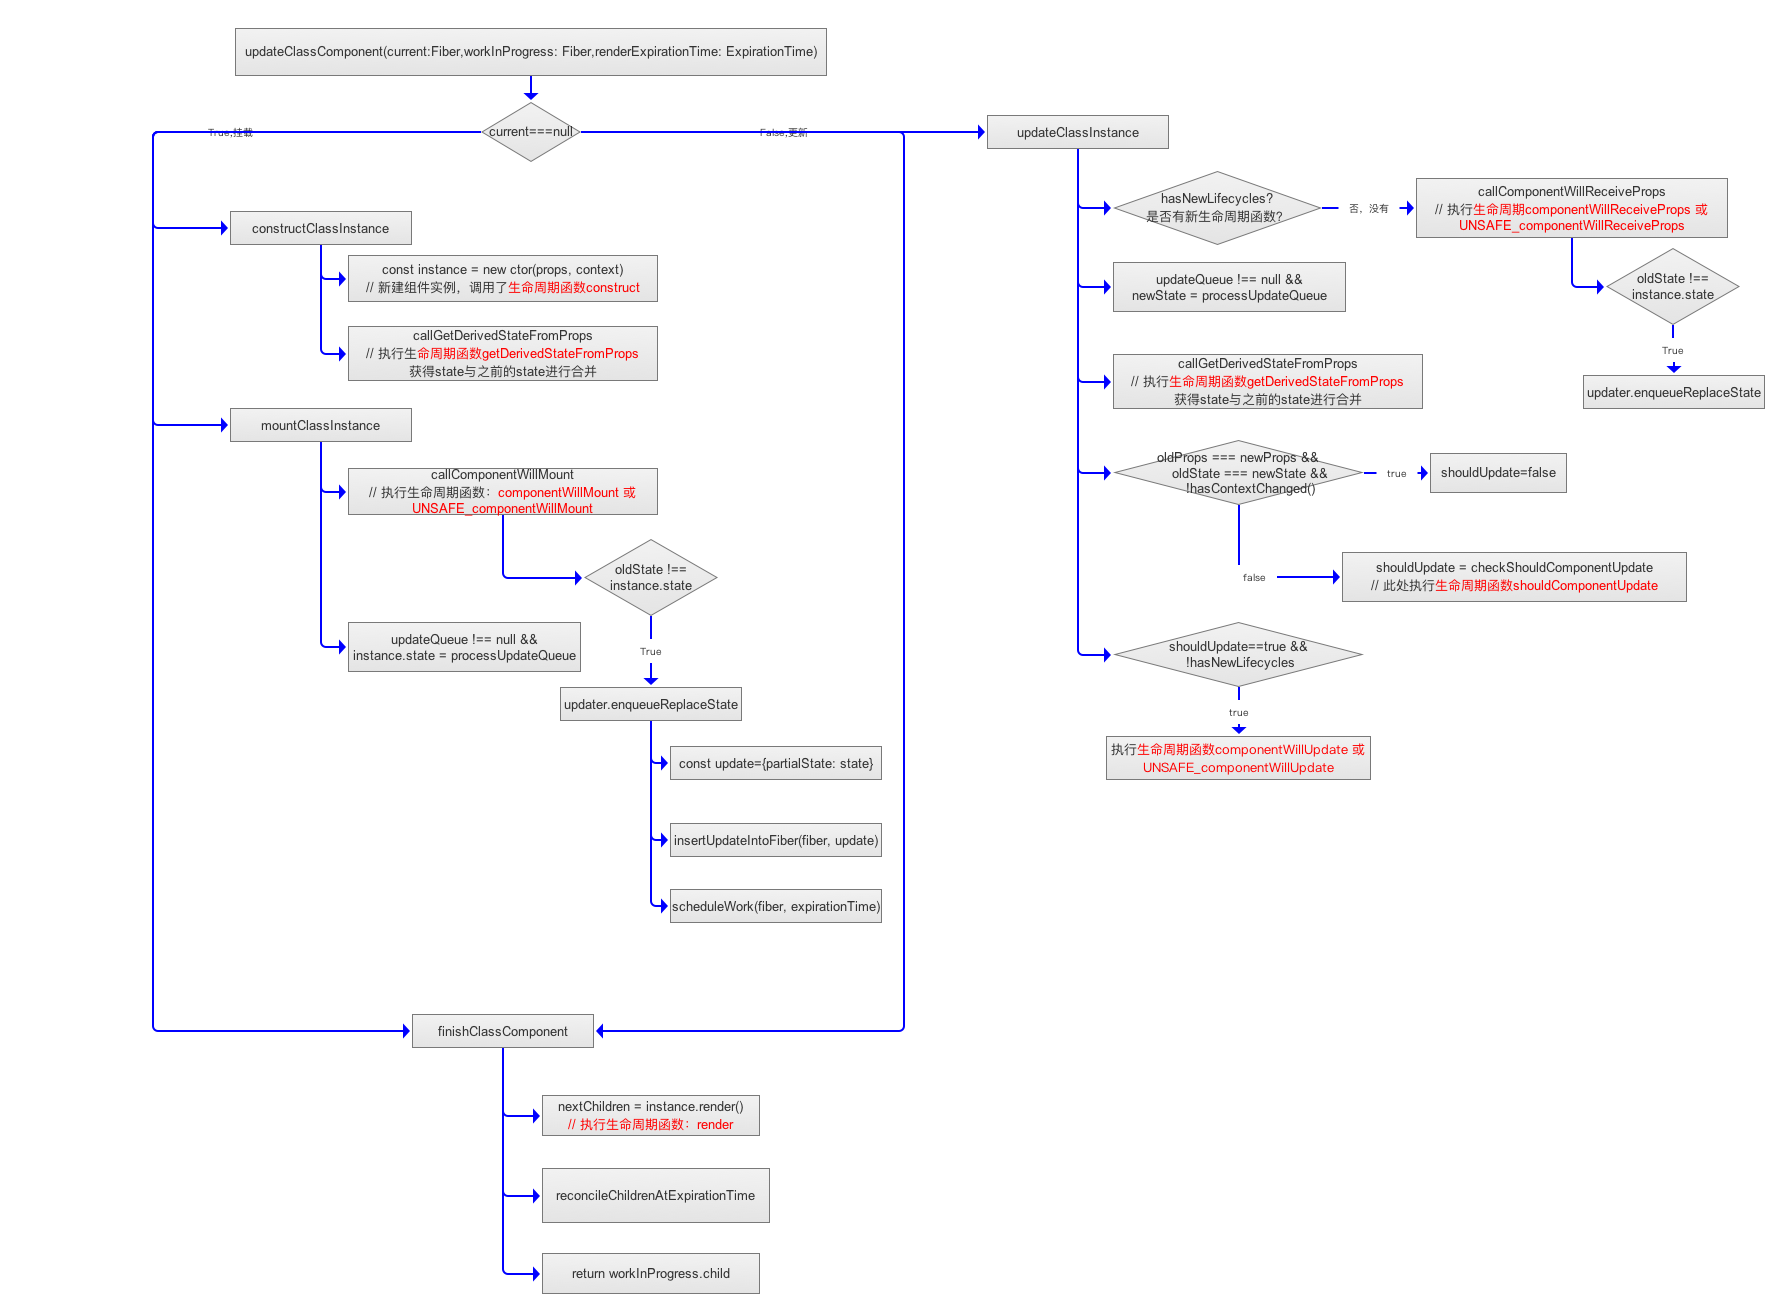 updateClassComponent(current:Fiber,workInProgress: Fiber,renderExpirationTime: ExpirationTime)
current===null
True,挂载
False,更新
constructClassInstance
const instance = new ctor(props, context)
// 新建组件实例，调用了生命周期函数construct
callGetDerivedStateFromProps
// 执行生命周期函数getDerivedStateFromProps
获得state与之前的state进行合并
mountClassInstance
callComponentWillMount
// 执行生命周期函数：componentWillMount 或
UNSAFE_componentWillMount
oldState !==
instance.state
True
updateQueue !== null &&
instance.state = processUpdateQueue
updater.enqueueReplaceState
const update={partialState: state}
insertUpdateIntoFiber(fiber, update)
scheduleWork(fiber, expirationTime)
finishClassComponent
nextChildren = instance.render()
// 执行生命周期函数：render
reconcileChildrenAtExpirationTime
return workInProgress.child
updateClassInstance
hasNewLifecycles?
是否有新生命周期函数?
否，没有
callComponentWillReceiveProps
// 执行生命周期componentWillReceiveProps 或
UNSAFE_componentWillReceiveProps
oldState !==
instance.state
True
updater.enqueueReplaceState
updateQueue !== null &&
newState = processUpdateQueue
callGetDerivedStateFromProps
// 执行生命周期函数getDerivedStateFromProps
获得state与之前的state进行合并
oldProps === newProps &&
oldState === newState &&
!hasContextChanged()
true
shouldUpdate=false
false
shouldUpdate = checkShouldComponentUpdate
// 此处执行生命周期函数shouldComponentUpdate
shouldUpdate==true &&
!hasNewLifecycles
true
执行生命周期函数componentWillUpdate 或
UNSAFE_componentWillUpdate